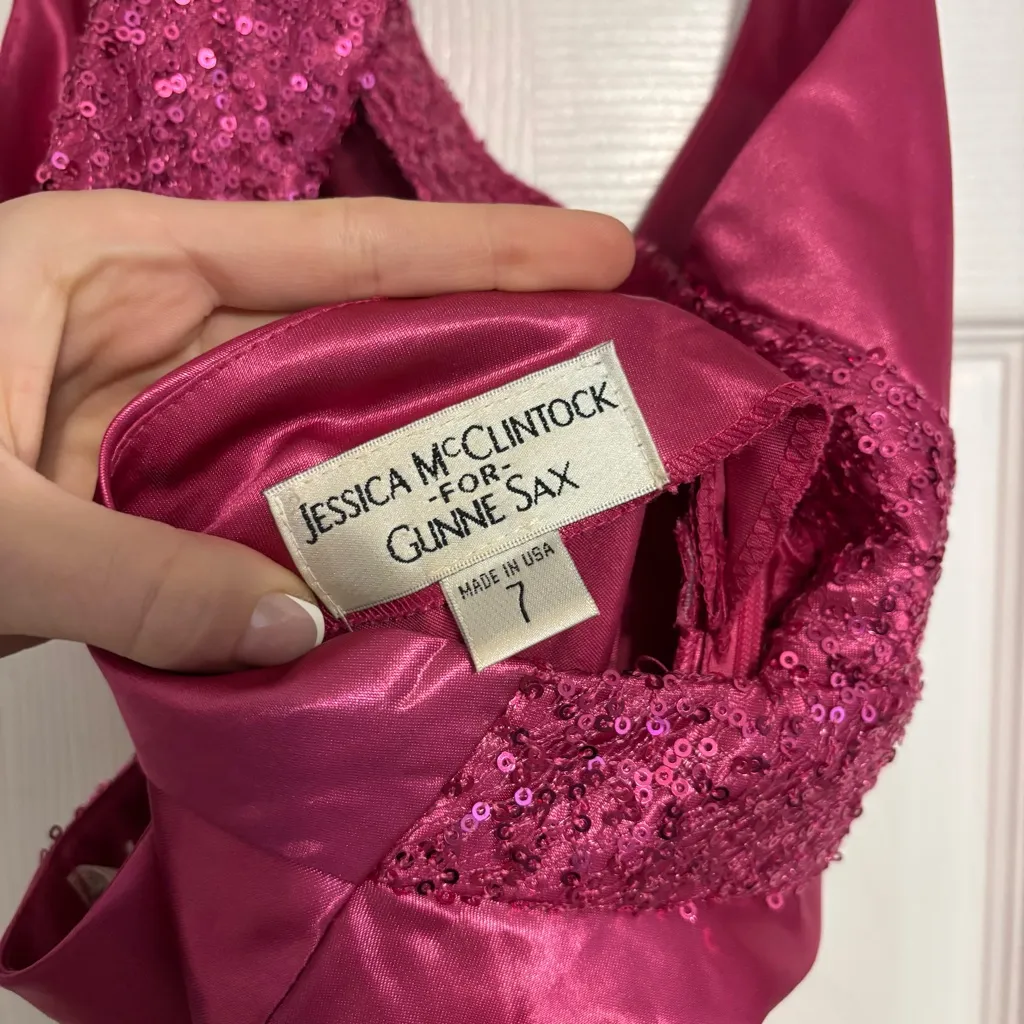 JESSICA McCLINTOCK
-FOR-
GUNNE SAX
MADE IN USA
7